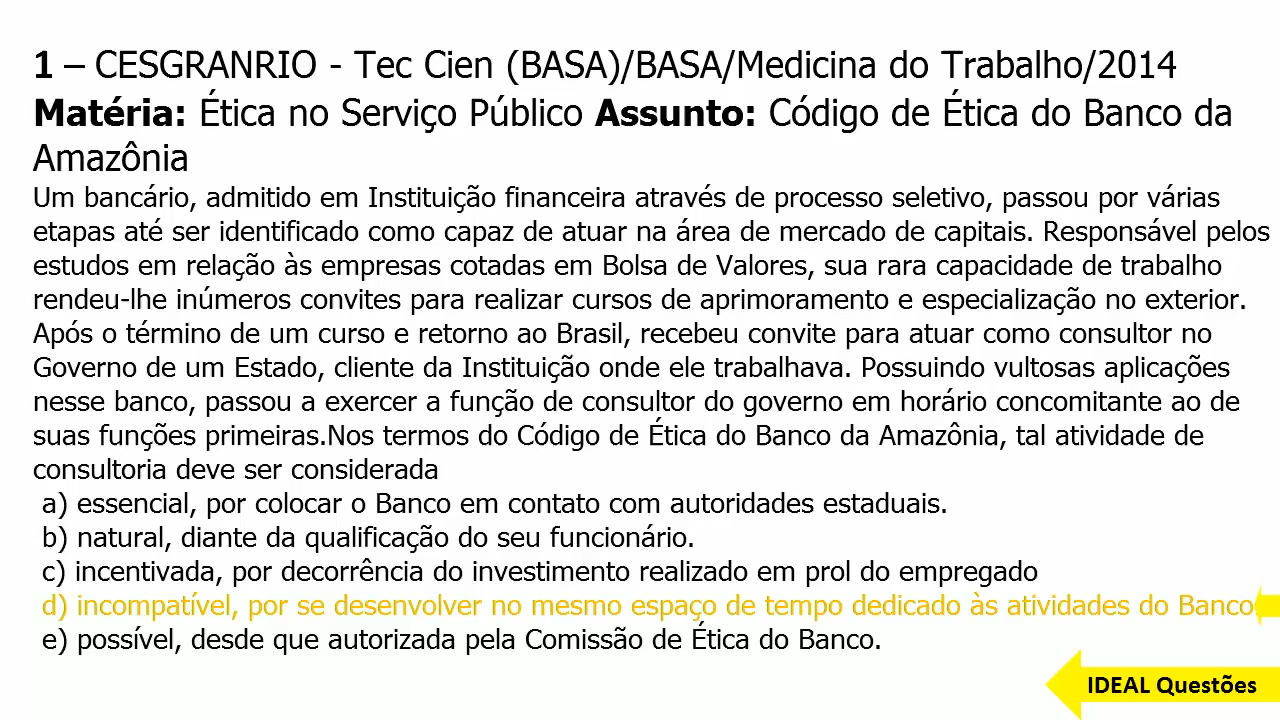 1 – CESGRANRIO - Tec Cien (BASA)/BASA/Medicina do Trabalho/2014
Matéria: Ética no Serviço Público Assunto: Código de Ética do Banco da
Amazônia
Um bancário, admitido em Instituição financeira através de processo seletivo, passou por várias
etapas até ser identificado como capaz de atuar na área de mercado de capitais. Responsável pelos
estudos em relação às empresas cotadas em Bolsa de Valores, sua rara capacidade de trabalho
rendeu-lhe inúmeros convites para realizar cursos de aprimoramento e especialização no exterior.
Após o término de um curso e retorno ao Brasil, recebeu convite para atuar como consultor no
Governo de um Estado, cliente da Instituição onde ele trabalhava. Possuindo vultosas aplicações
nesse banco, passou a exercer a função de consultor do governo em horário concomitante ao de
suas funções primeiras.Nos termos do Código de Ética do Banco da Amazônia, tal atividade de
consultoria deve ser considerada
a) essencial, por colocar o Banco em contato com autoridades estaduais.
b) natural, diante da qualificação do seu funcionário.
c) incentivada, por decorrência do investimento realizado em prol do empregado
d) incompatível, por se desenvolver no mesmo espaço de tempo dedicado às atividades do Banco
e) possível, desde que autorizada pela Comissão de Ética do Banco.
IDEAL Questões